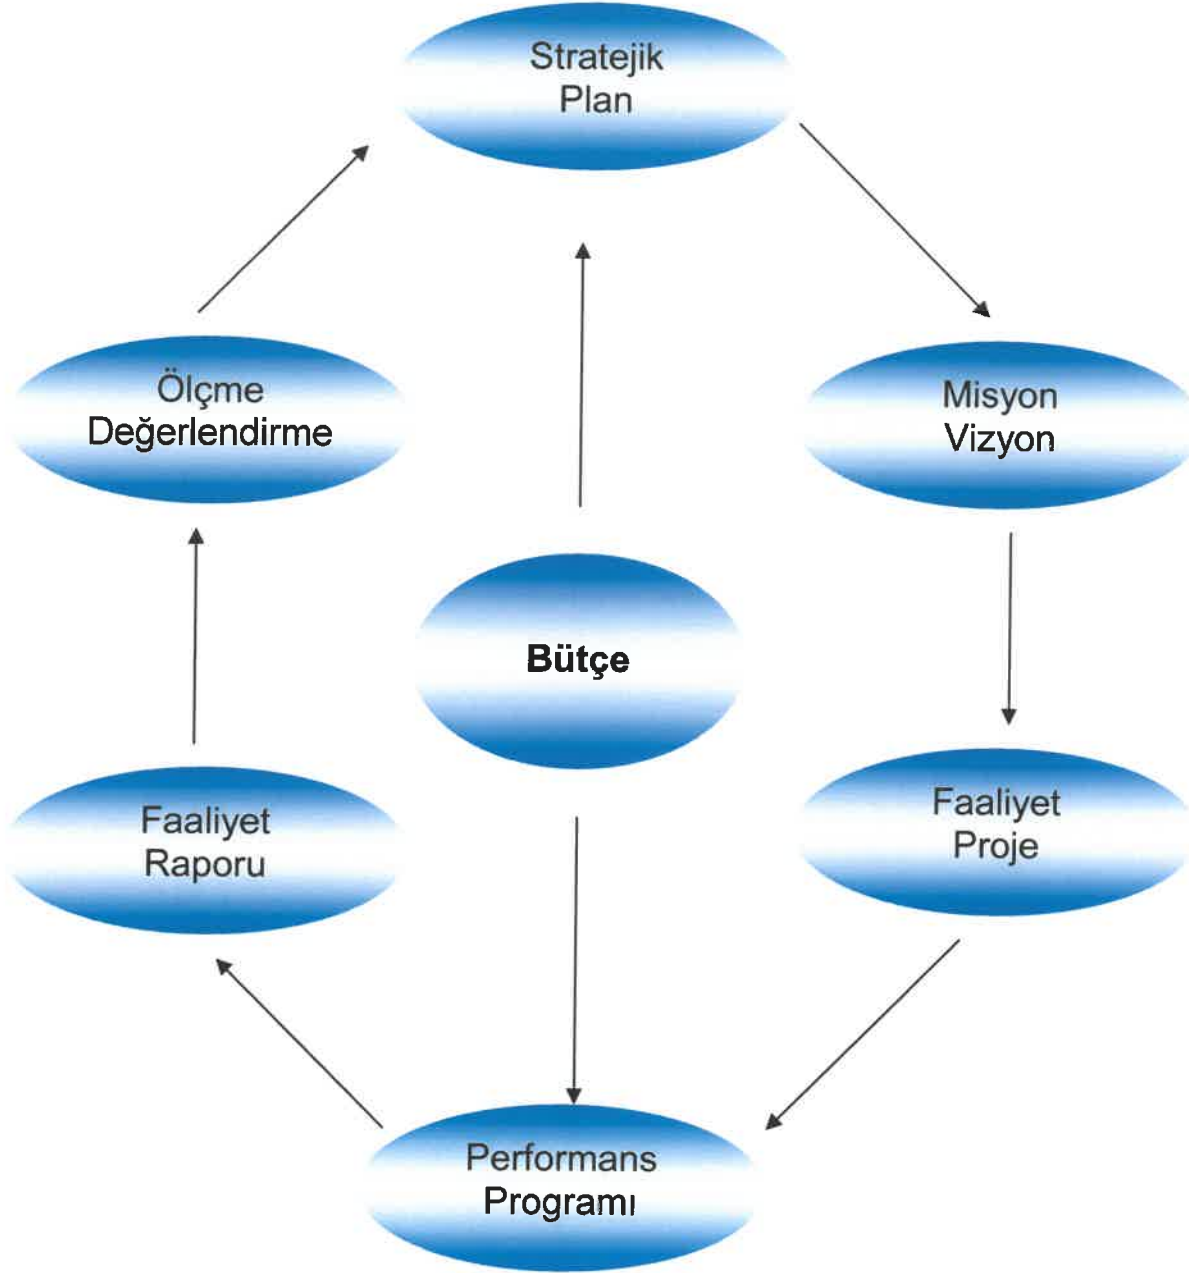 Stratejik
Plan
Ölçme
Değerlendirme
Misyon
Vizyon
Bütçe
Faaliyet
Raporu
Faaliyet
Proje
Performans
Programı